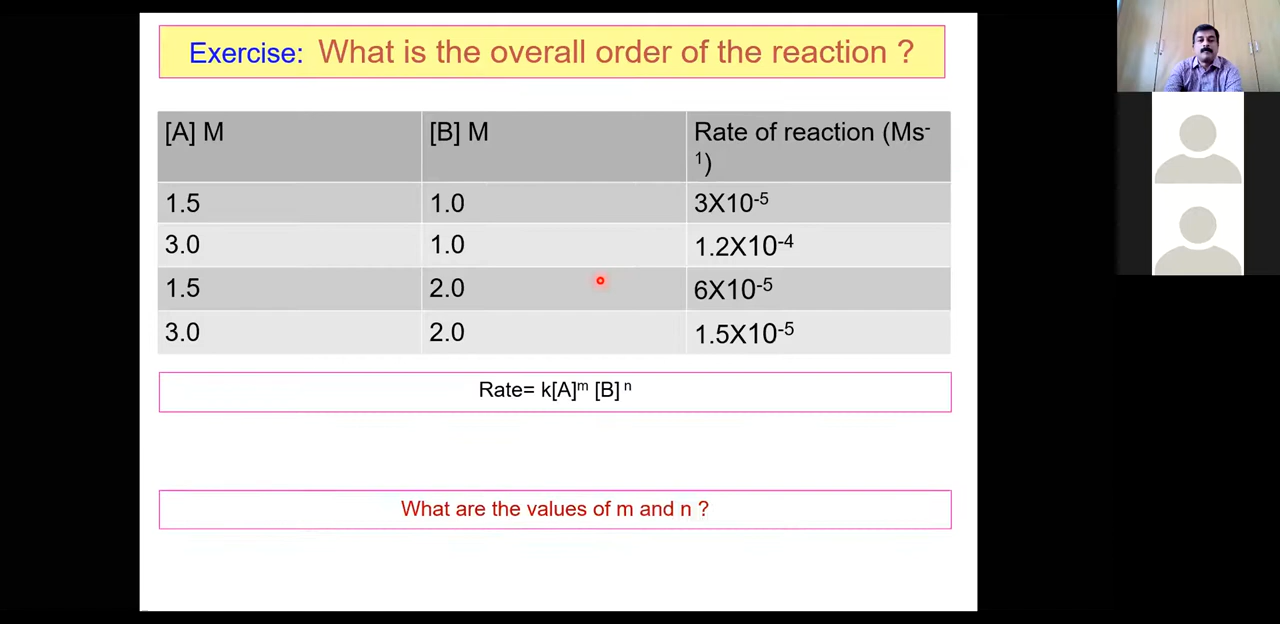 Exercise: What is the overall order of the reaction ?
[A] M [B] M Rate of reaction (Ms-
1)
1.5 1.0 3X10-5
3.0 1.0 1.2X10-4
1.5 2.0 6X10-5
3.0 2.0 1.5X10-5
Rate= k[A]m [B] n
What are the values of m and n ?